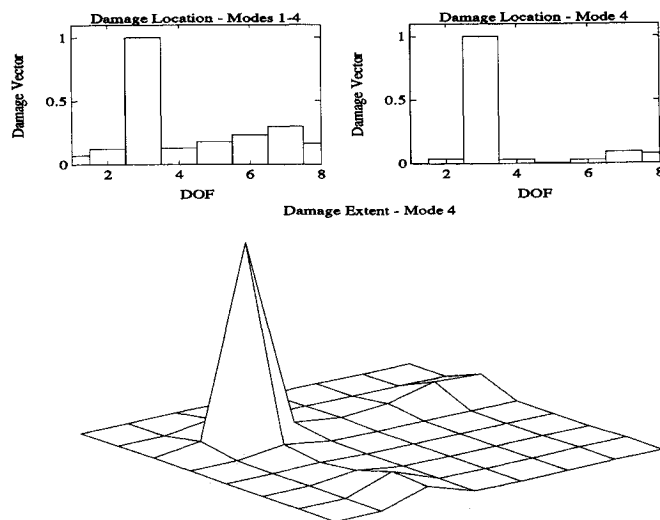 Damage Location - Modes 1-4
Damage Vector
1
0.5
0
2
4
6
8
DOF
Damage Location - Mode 4
Damage Vector
1
0.5
0
2
4
6
8
DOF
Damage Extent - Mode 4